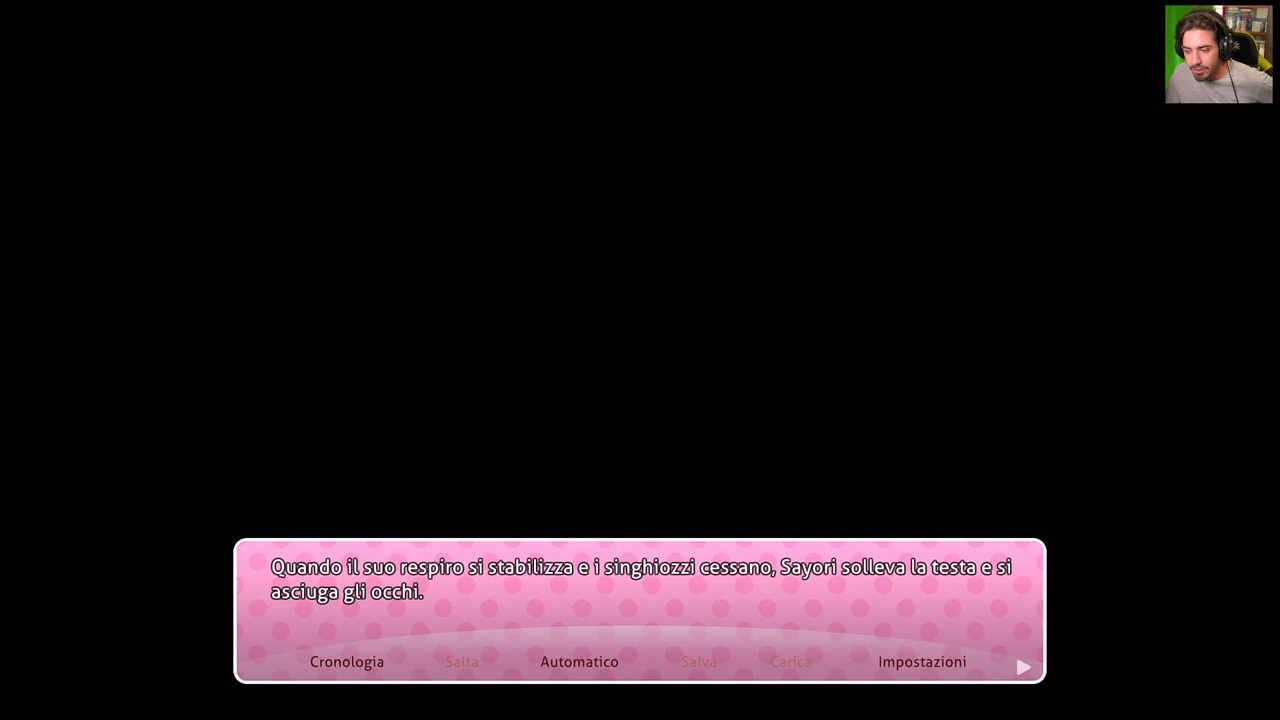 Quando il suo respiro si stabilizza e i singhiozzi cessano, Sayori solleva la testa e si
asciuga gli occhi.
Cronologia Salta Automatico Salva Carica Impostazioni